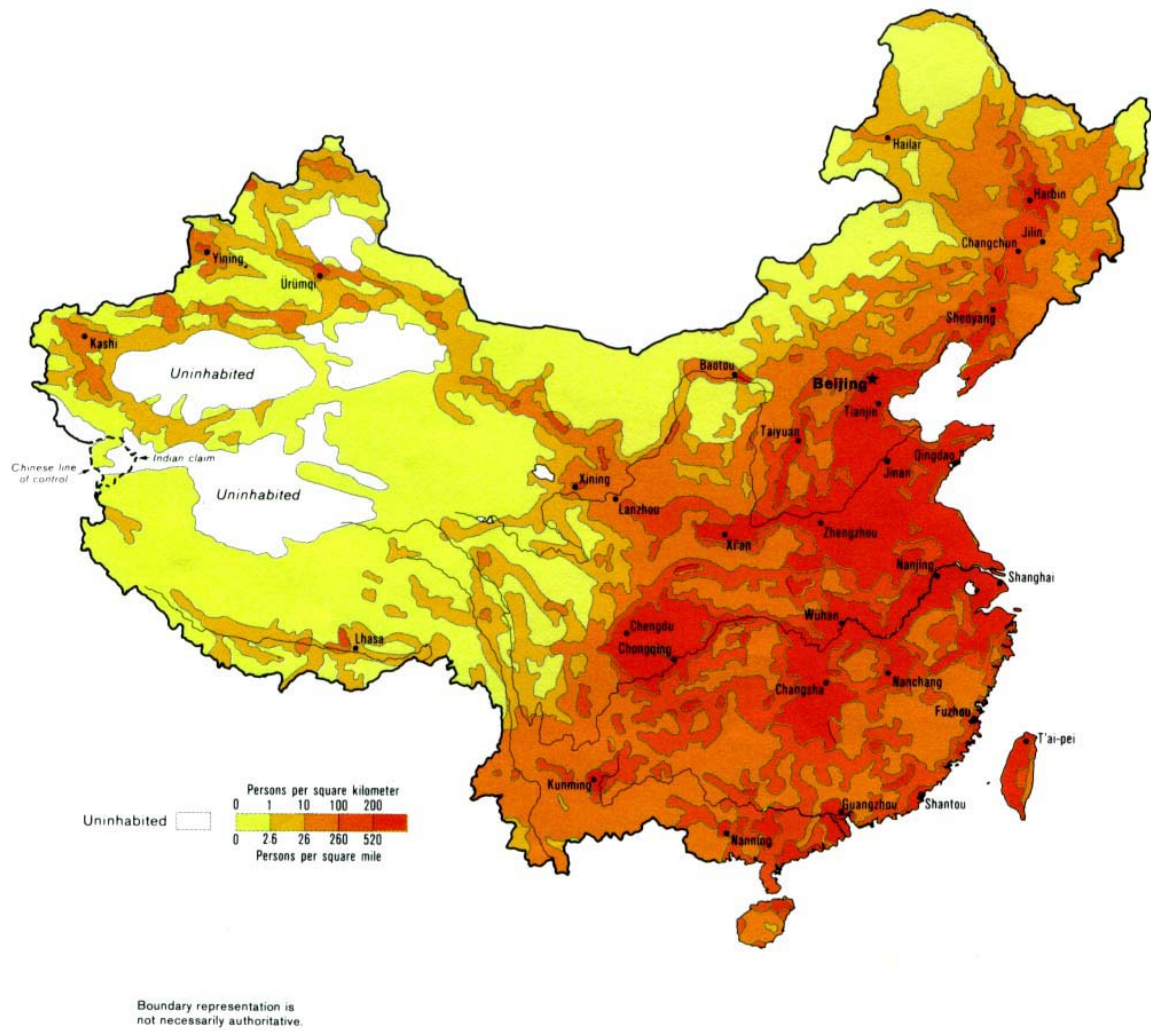 Hailar
Harbin
Jilin
Changchun
Yining
Ürümqi
Shenyang
Kashi
Uninhabited
Baotou
Beijing
Tianjin
Taiyuan
Indian claim
Chinese line
of control
Uninhabited
Qingdao
Jinan
Xining
Lanzhou
Zhengzhou
Xi'an
Nanjing
Shanghai
Wuhan
Chengdu
Lhasa
Chongqing
Nanchang
Changsha
Fuzhou
T'ai-pei
Kunming
Persons per square kilometer
0 1 10 100 200
Uninhabited
0 2.6 26 260 520
Persons per square mile
Guangzhou
Shantou
Nanning
Boundary representation is
not necessarily authoritative.